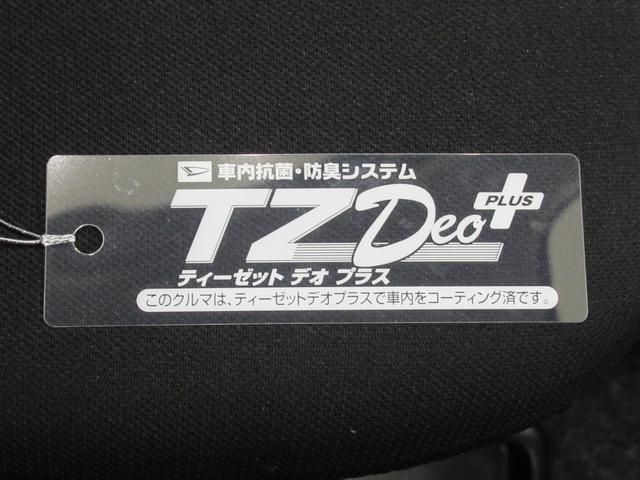 車内抗菌・防臭システム
TZ Deo PLUS
ティーゼット デオ プラス
このクルマは、ティーゼットデオプラスで車内をコーティング済です。